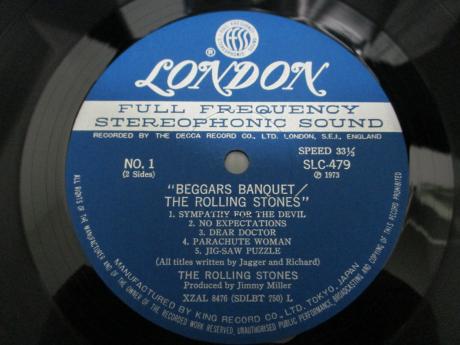 FFSS
FULL FREQUENCY
STEREOPHONIC SOUND
®
LONDON
FULL FREQUENCY
STEREOPHONIC SOUND
RECORDED BY THE DECCA RECORD CO., LTD. LONDON, S.E.I., ENGLAND
NO. 1
(2 Sides)
SPEED 33⅓
SLC-479
Ⓟ 1973
"BEGGARS BANQUET/
THE ROLLING STONES"
1. SYMPATHY FOR THE DEVIL
2. NO EXPECTATIONS
3. DEAR DOCTOR
4. PARACHUTE WOMAN
5. JIG-SAW PUZZLE
(All titles written by Jagger and Richard)
THE ROLLING STONES
Produced by Jimmy Miller
XZAL 8476 (SDLBT 750) L
MANUFACTURED BY KING RECORD CO., LTD. TOKYO, JAPAN
ALL RIGHTS OF THE MANUFACTURER AND OF THE OWNER OF THE RECORDED WORK RESERVED, UNAUTHORISED PUBLIC PERFORMANCE, BROADCASTING AND COPYING OF THIS RECORD PROHIBITED